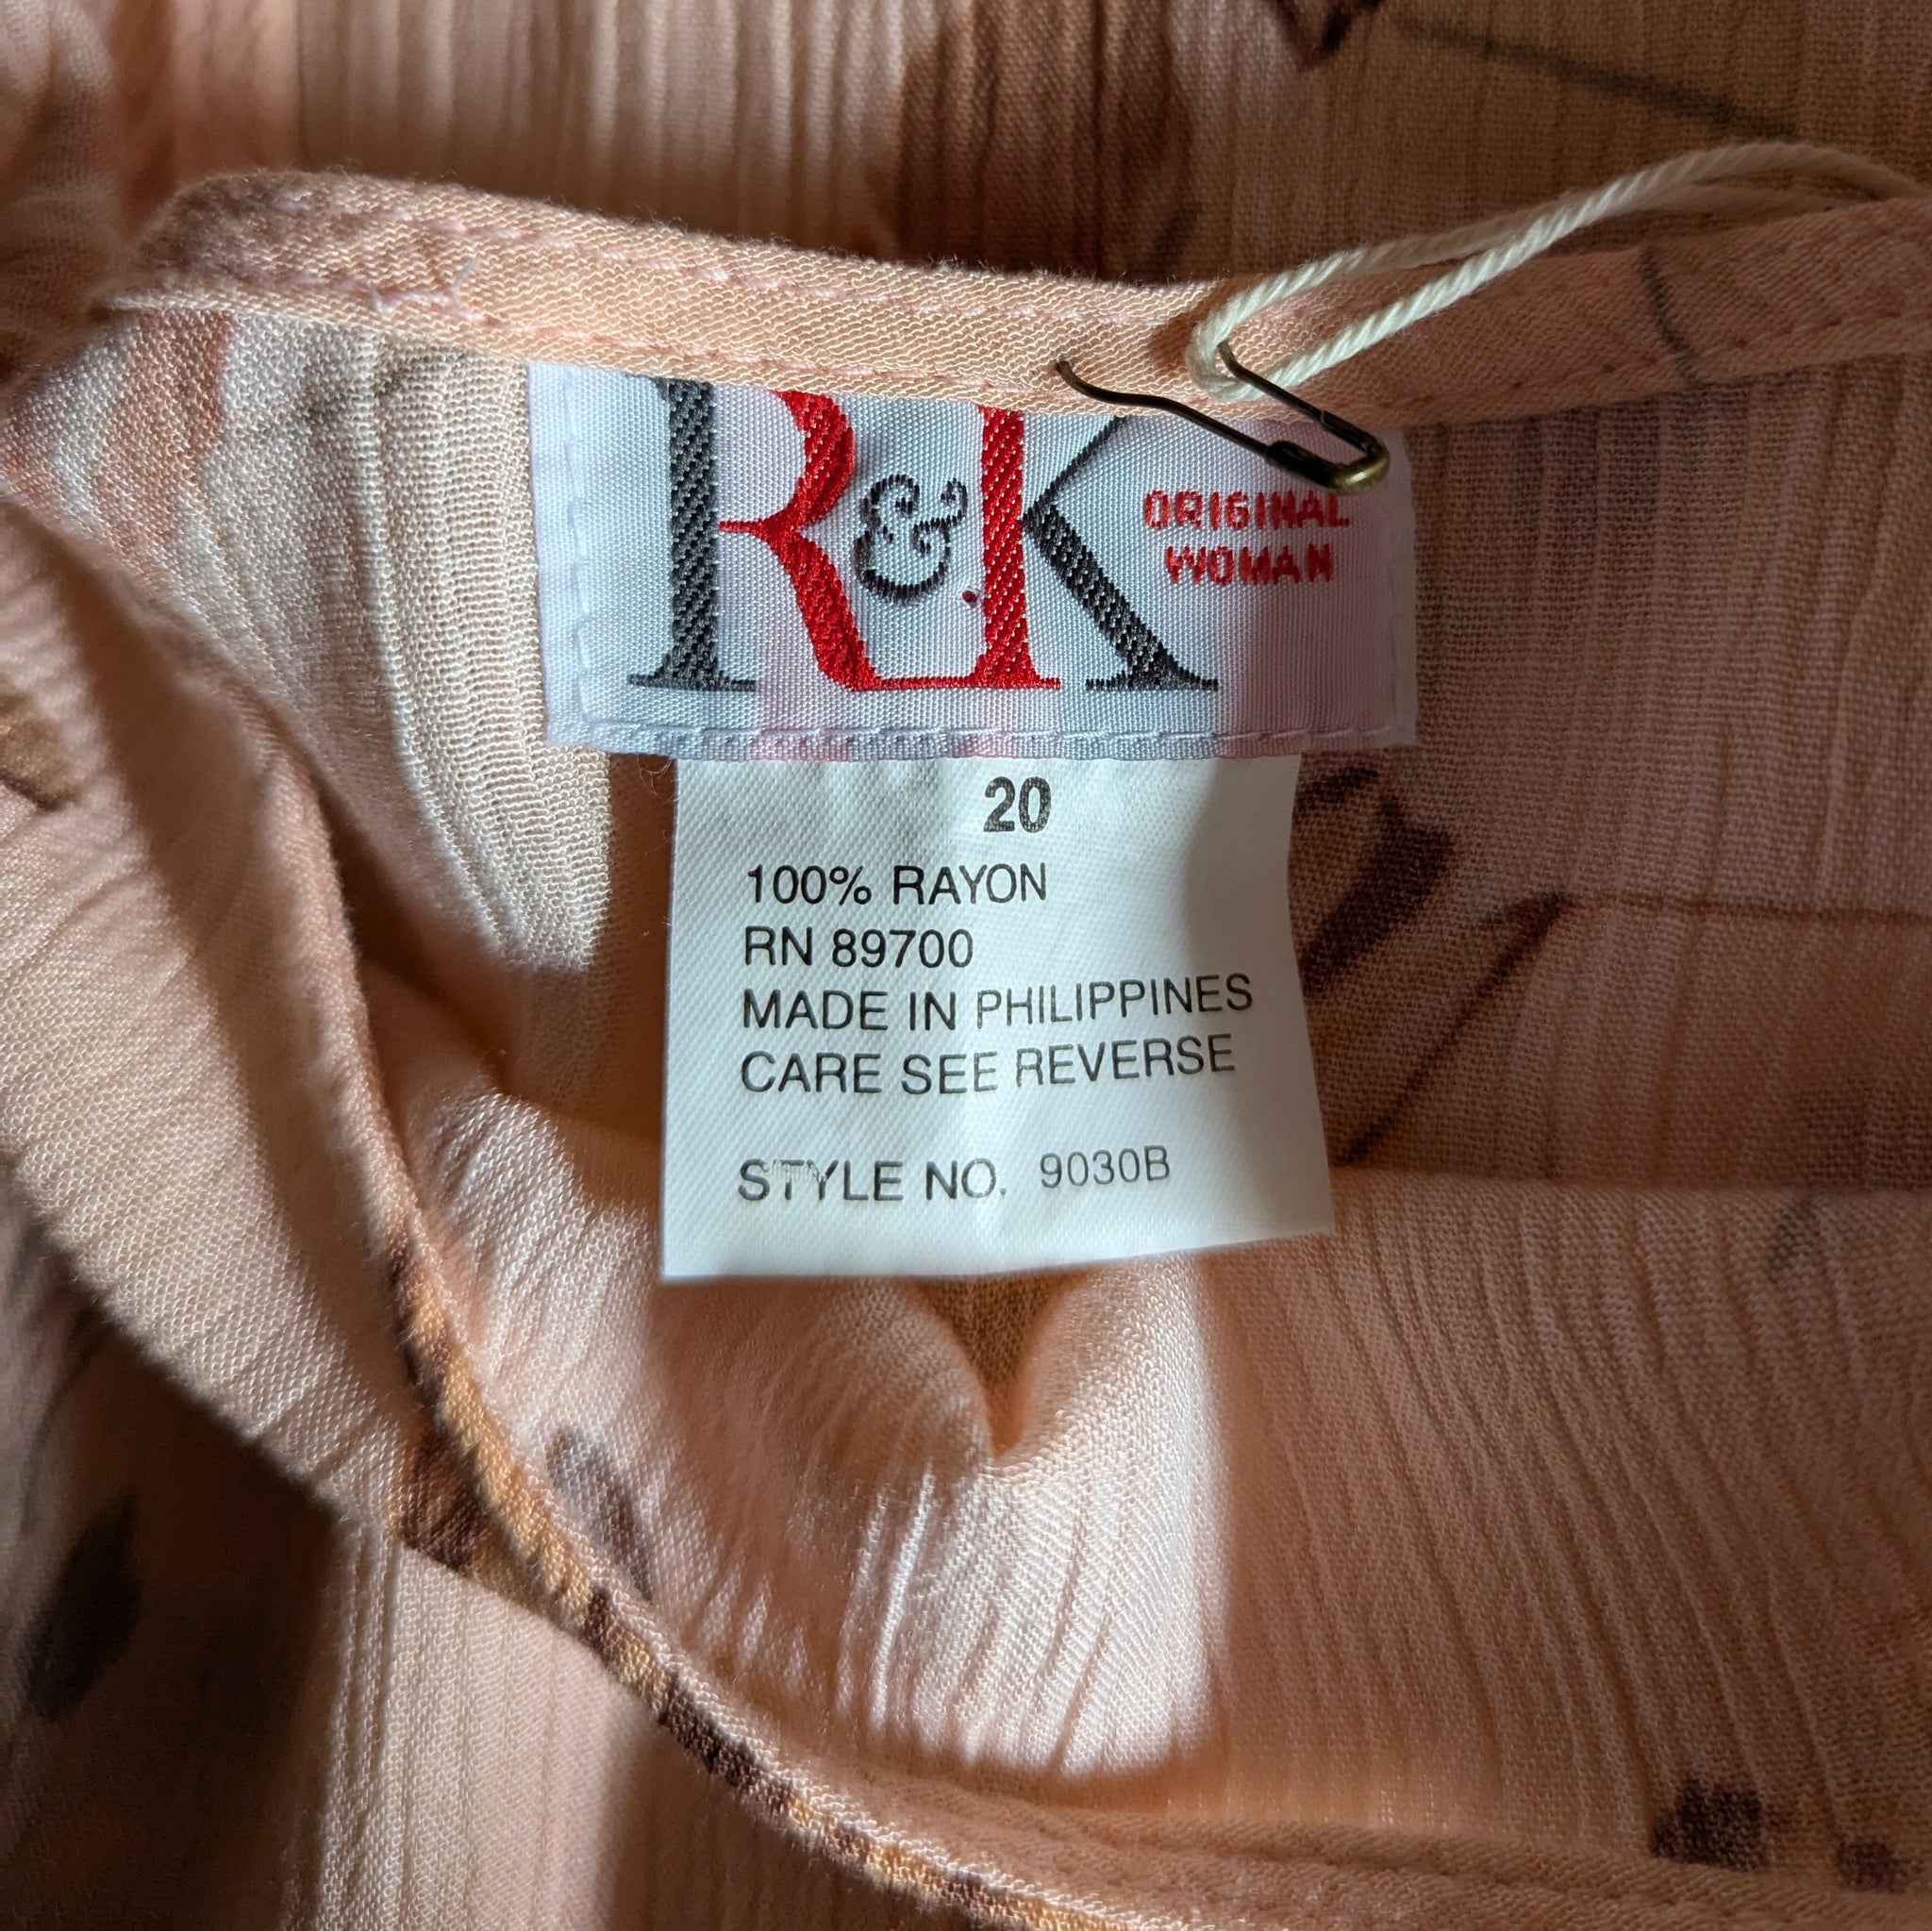 R&K
ORIGINAL
WOMAN
20
100% RAYON
RN 89700
MADE IN PHILIPPINES
CARE SEE REVERSE
STYLE NO. 9030B